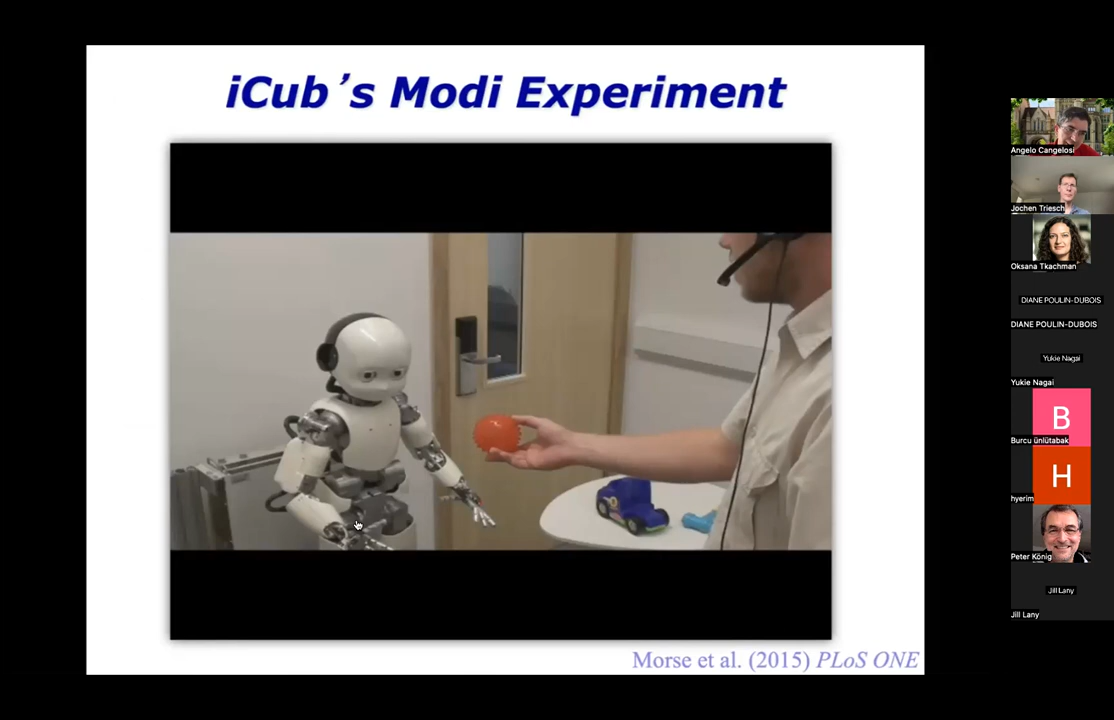 iCub's Modi Experiment
Morse et al. (2015) PLoS ONE
Angelo Cangelosi
Jochen Triesch
Oksana Tkachman
DIANE POULIN-DUBOIS
DIANE POULIN-DUBOIS
Yukie Nagai
Yukie Nagai
B
Burcu ünlütabak
H
hyerim
Peter König
Jill Lany
Jill Lany